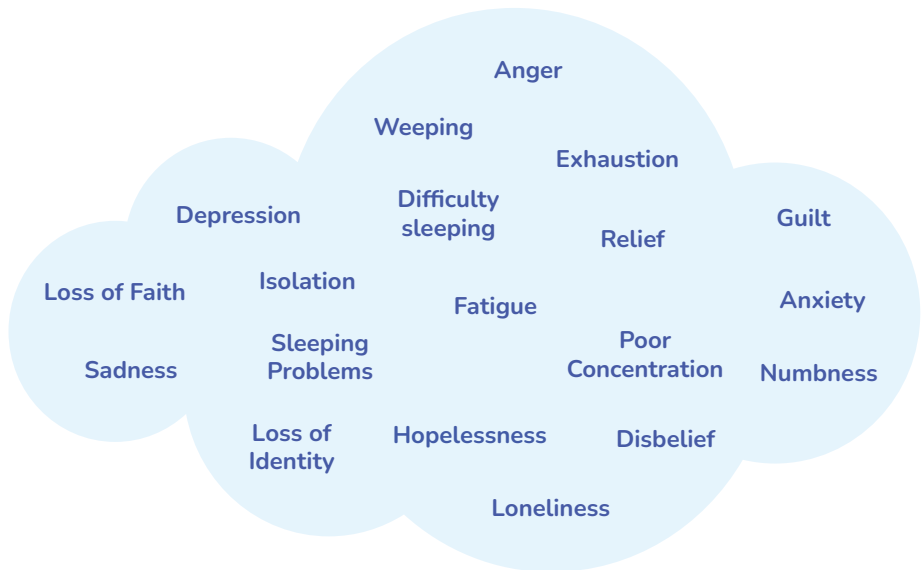 Anger
Weeping
Exhaustion
Difficulty
sleeping
Depression
Guilt
Relief
Isolation
Loss of Faith
Anxiety
Fatigue
Sleeping
Problems
Poor
Concentration
Sadness
Numbness
Loss of
Identity
Hopelessness
Disbelief
Loneliness